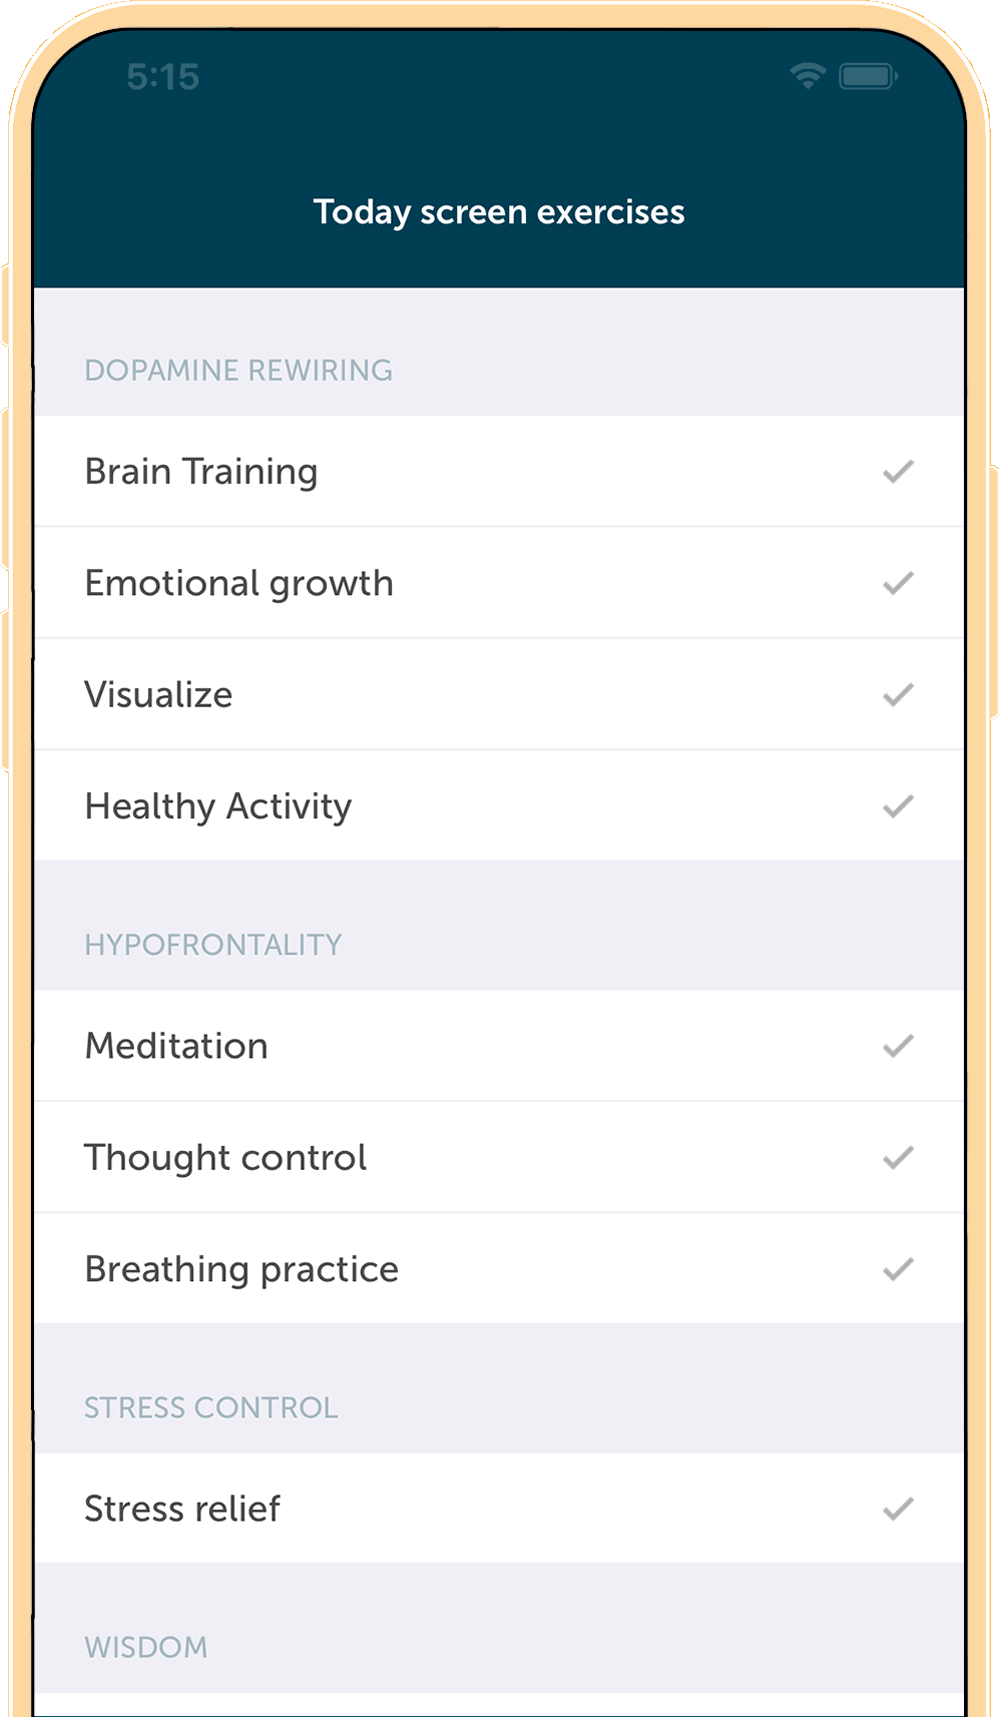 5:15
Today screen exercises
DOPAMINE REWIRING
Brain Training
Emotional growth
Visualize
Healthy Activity
HYPOFRONTALITY
Meditation
Thought control
Breathing practice
STRESS CONTROL
Stress relief
WISDOM